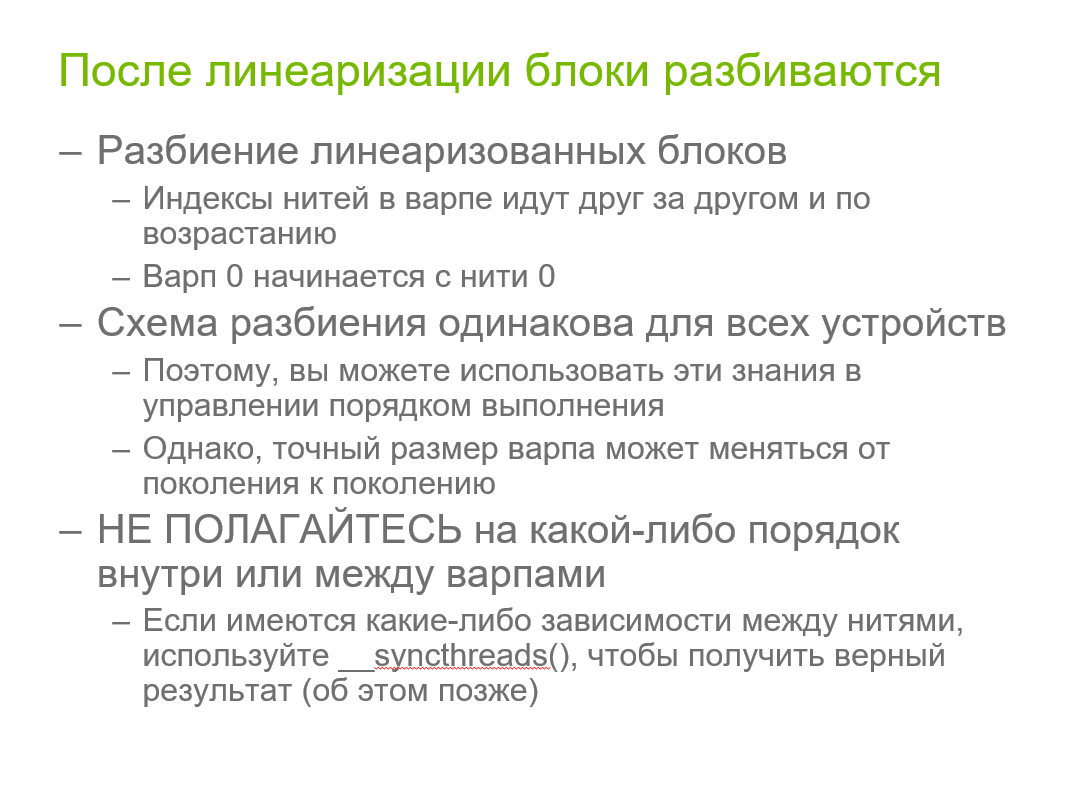 После линеаризации блоки разбиваются
– Разбиение линеаризованных блоков
– Индексы нитей в варпе идут друг за другом и по
возрастанию
– Варп 0 начинается с нити 0
– Схема разбиения одинакова для всех устройств
– Поэтому, вы можете использовать эти знания в
управлении порядком выполнения
– Однако, точный размер варпа может меняться от
поколения к поколению
– НЕ ПОЛАГАЙТЕСЬ на какой-либо порядок
внутри или между варпами
– Если имеются какие-либо зависимости между нитями,
используйте __syncthreads(), чтобы получить верный
результат (об этом позже)